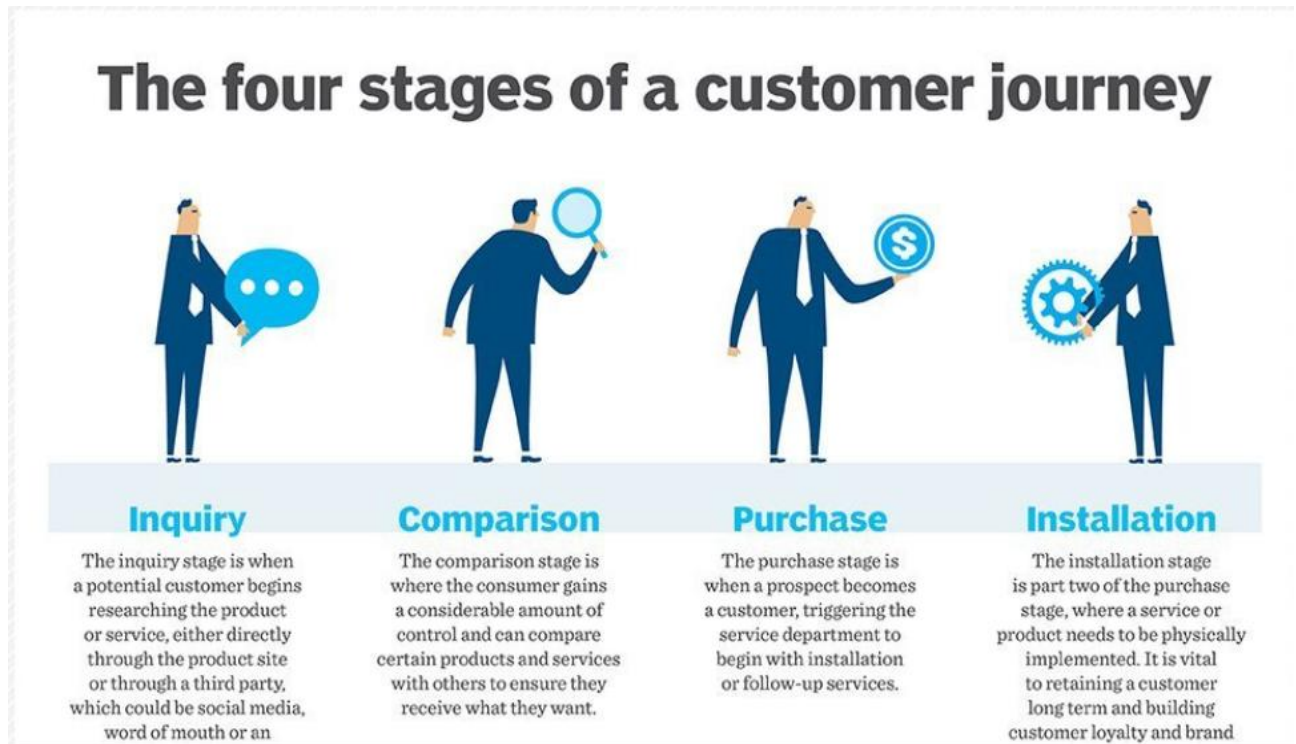 The four stages of a customer journey
$
Inquiry
The inquiry stage is when
a potential customer begins
researching the product
or service, either directly
through the product site
or through a third party,
which could be social media,
word of mouth or an
Comparison
The comparison stage is
where the consumer gains
a considerable amount of
control and can compare
certain products and services
with others to ensure they
receive what they want.
Purchase
The purchase stage is
when a prospect becomes
a customer, triggering the
service department to
begin with installation
or follow-up services.
Installation
The installation stage
is part two of the purchase
stage, where a service or
product needs to be physically
implemented. It is vital
to retaining a customer
long term and building
customer loyalty and brand